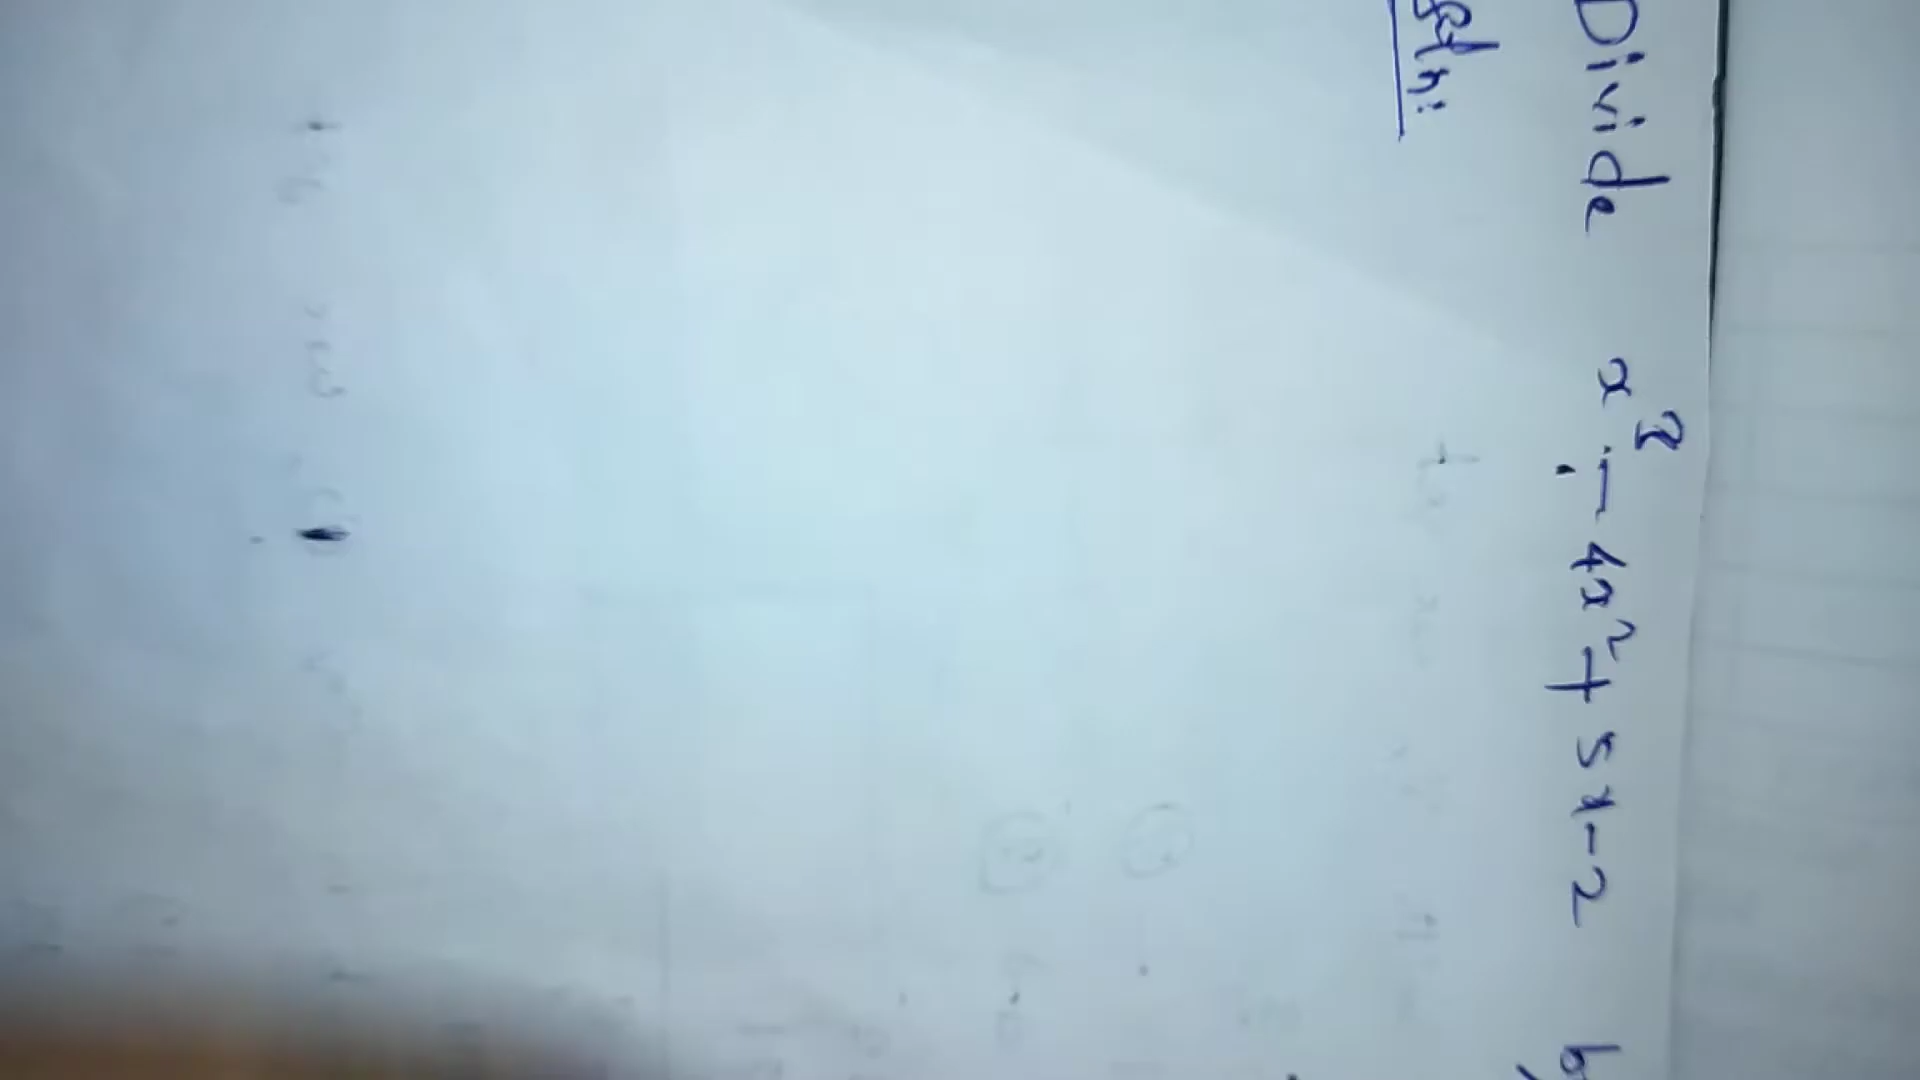 Divide x³ - 4x² + 5x - 2 b
Soln: